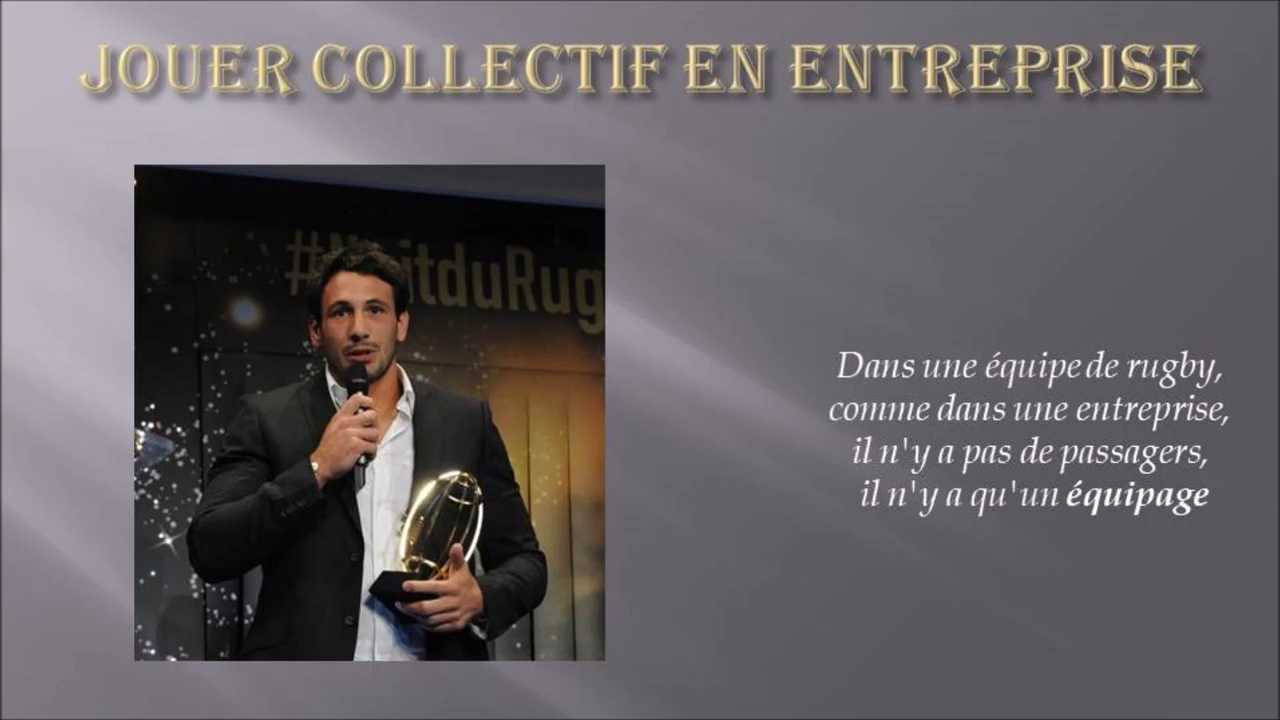 JOUER COLLECTIF EN ENTREPRISE
#NuitduRug
Dans une équipe de rugby,
comme dans une entreprise,
il n'y a pas de passagers,
il n'y a qu'un équipage